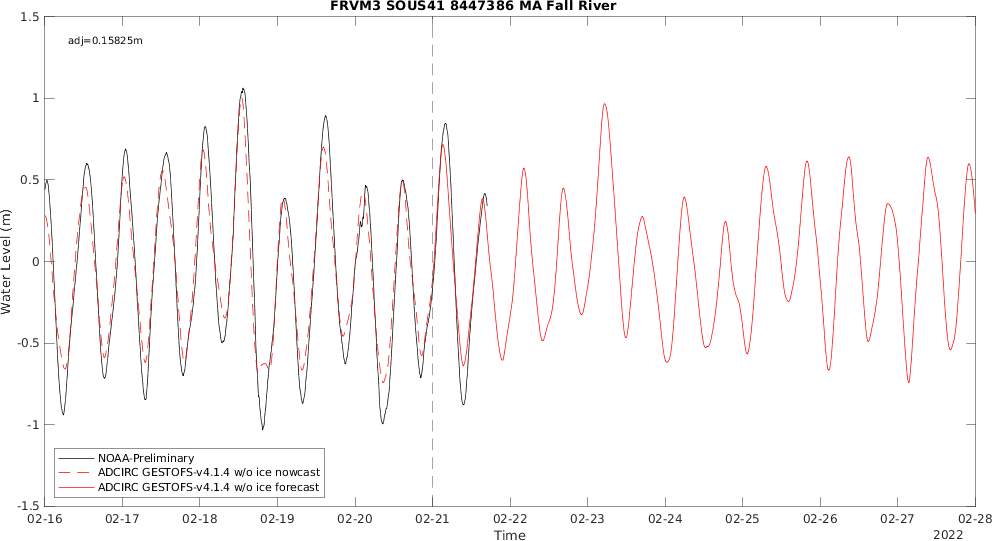 FRVM3 SOUS41 8447386 MA Fall River
adj=0.15825m
1.5
1
0.5
0
-0.5
-1
-1.5
Water Level (m)
NOAA-Preliminary
ADCIRC GESTOFS-v4.1.4 w/o ice nowcast
ADCIRC GESTOFS-v4.1.4 w/o ice forecast
02-16 02-17 02-18 02-19 02-20 02-21 02-22 02-23 02-24 02-25 02-26 02-27 02-28
Time
2022